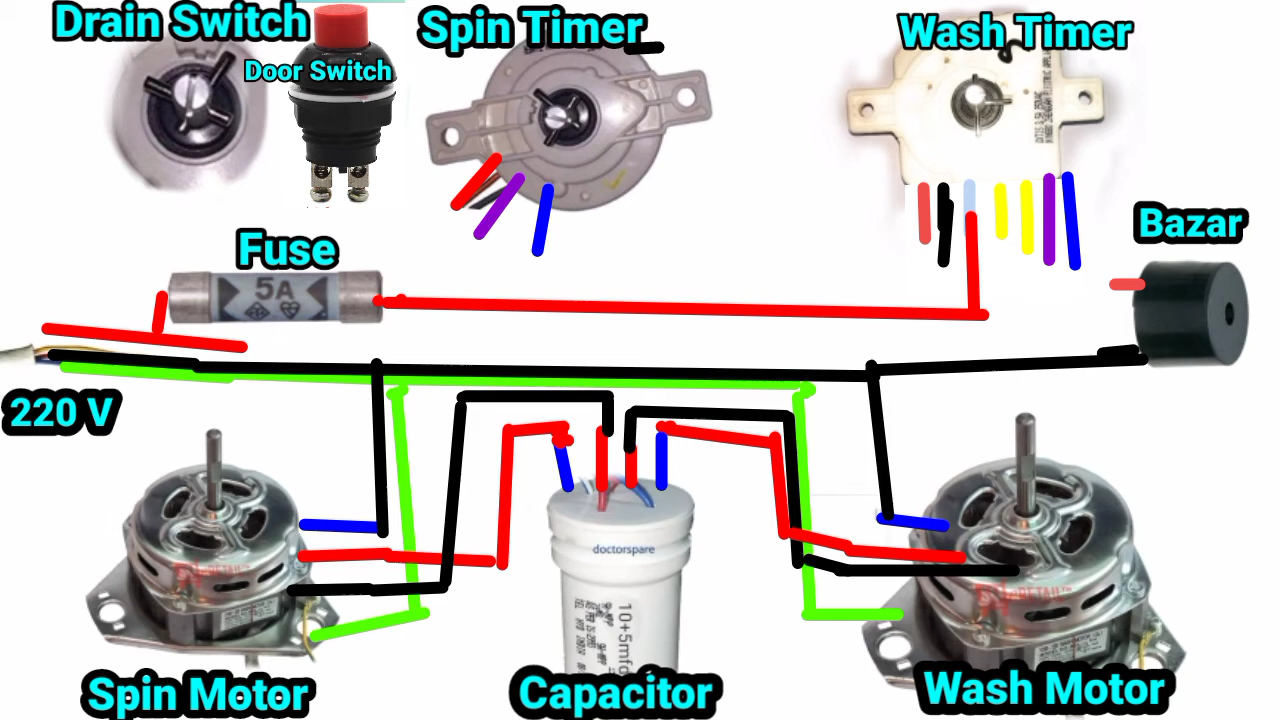 Drain Switch
Door Switch
Spin Timer
Wash Timer
Bazar
Fuse
5A
220 V
doctorspare
10+5mfd
Spin Motor
Capacitor
Wash Motor